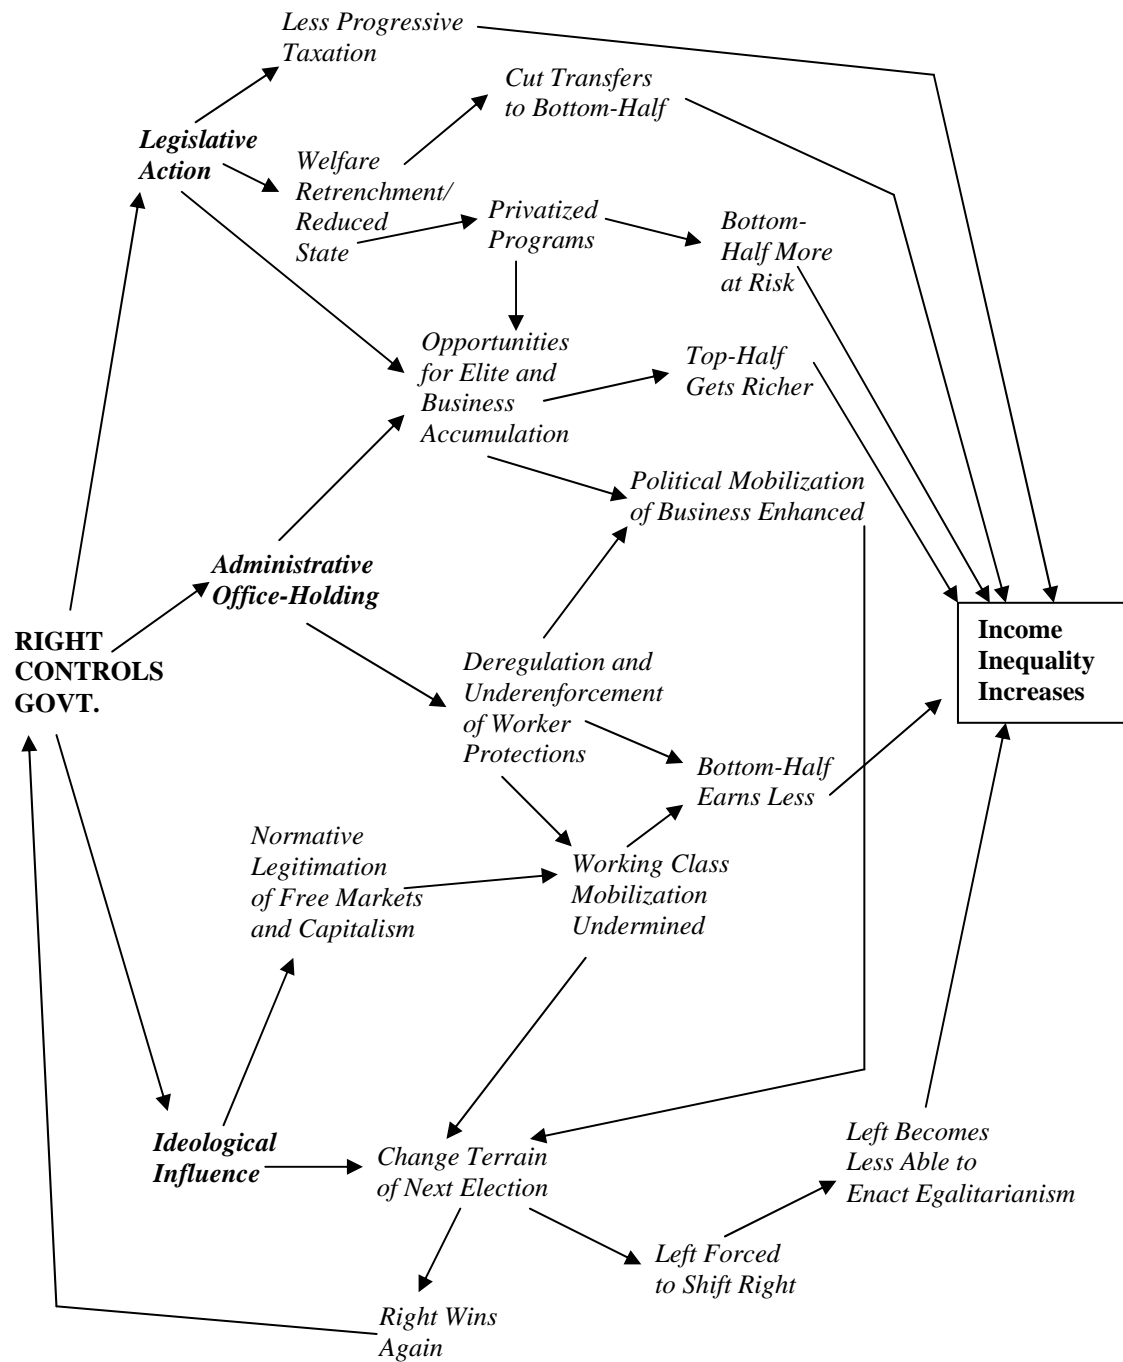 Less Progressive
Taxation
Cut Transfers
to Bottom-Half
Legislative
Action
Welfare
Retrenchment/
Reduced
State
Privatized
Programs
Bottom-
Half More
at Risk
Opportunities
for Elite and
Business
Accumulation
Top-Half
Gets Richer
Political Mobilization
of Business Enhanced
Administrative
Office-Holding
RIGHT
CONTROLS
GOVT.
Income
Inequality
Increases
Deregulation and
Underenforcement
of Worker
Protections
Bottom-Half
Earns Less
Normative
Legitimation
of Free Markets
and Capitalism
Working Class
Mobilization
Undermined
Ideological
Influence
Change Terrain
of Next Election
Left Becomes
Less Able to
Enact Egalitarianism
Left Forced
to Shift Right
Right Wins
Again